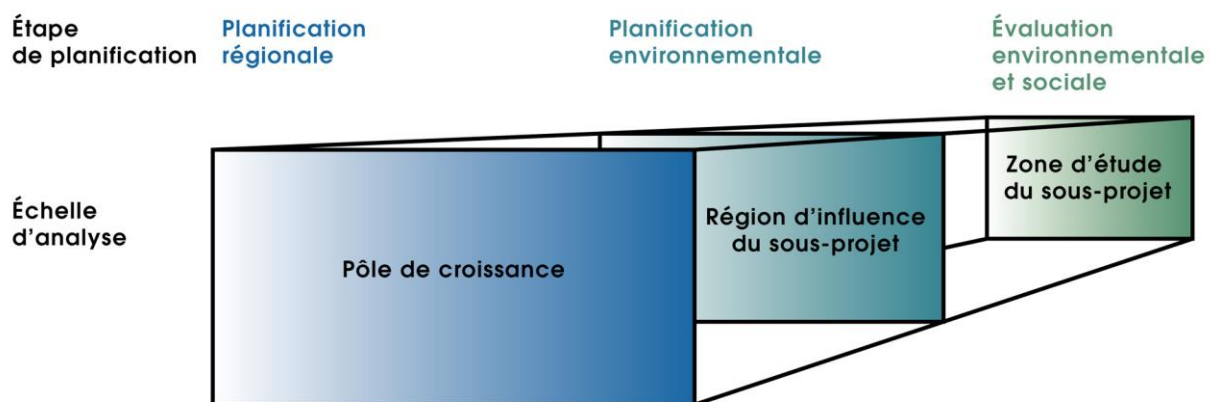 Étape
de planification
Planification
régionale
Planification
environnementale
Évaluation
environnementale
et sociale
Échelle
d'analyse
Pôle de croissance
Région d'influence
du sous-projet
Zone d'étude
du sous-projet